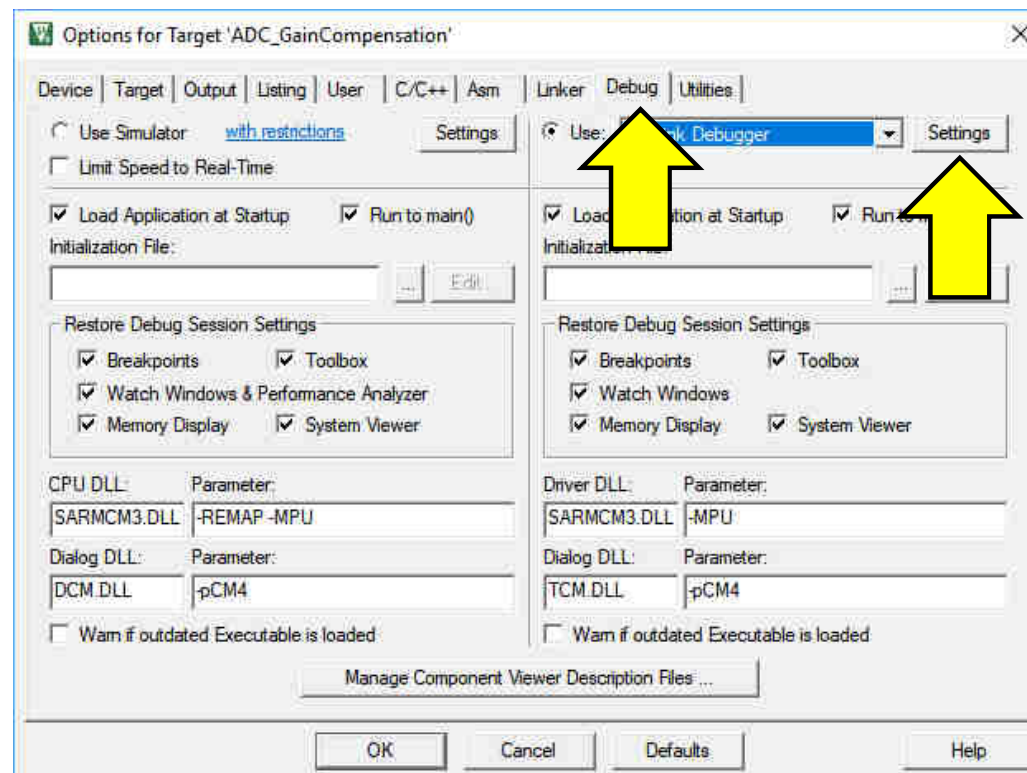 Options for Target 'ADC_GainCompensation'
Device Target Output Listing User C/C++ Asm Linker Debug Utilities
Use Simulator with restrictions Settings
Limit Speed to Real-Time
Use: Debugger Settings
Load Application at Startup Run to main()
Initialization File:
... Edit...
Restore Debug Session Settings
Breakpoints Toolbox
Watch Windows & Performance Analyzer
Memory Display System Viewer
CPU DLL: Parameter:
SARMCM3.DLL -REMAP -MPU
Dialog DLL: Parameter:
DCM.DLL -pCM4
Warn if outdated Executable is loaded
at Startup Run
Initialization
...
Restore Debug Session Settings
Breakpoints Toolbox
Watch Windows
Memory Display System Viewer
Driver DLL: Parameter:
SARMCM3.DLL -MPU
Dialog DLL: Parameter:
TCM.DLL -pCM4
Warn if outdated Executable is loaded
Manage Component Viewer Description Files ...
OK Cancel Defaults Help